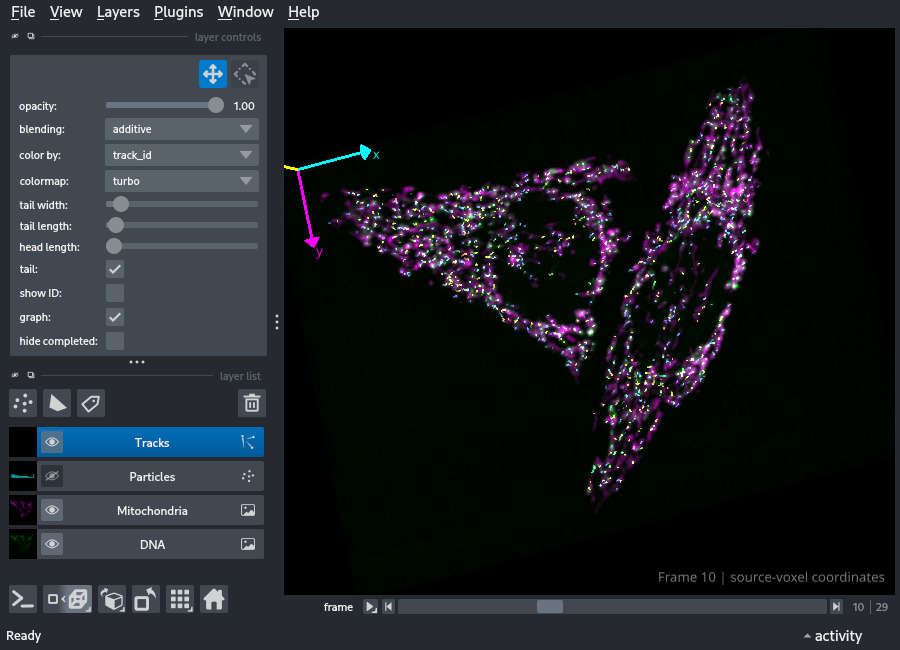 File View Layers Plugins Window Help
layer controls
opacity: 1.00
blending: additive
color by: track_id
colormap: turbo
tail width:
tail length:
head length:
tail:
show ID:
graph:
hide completed:
layer list
Tracks
Particles
Mitochondria
DNA
x
y
Frame 10 | source-voxel coordinates
frame 10 | 29
Ready activity